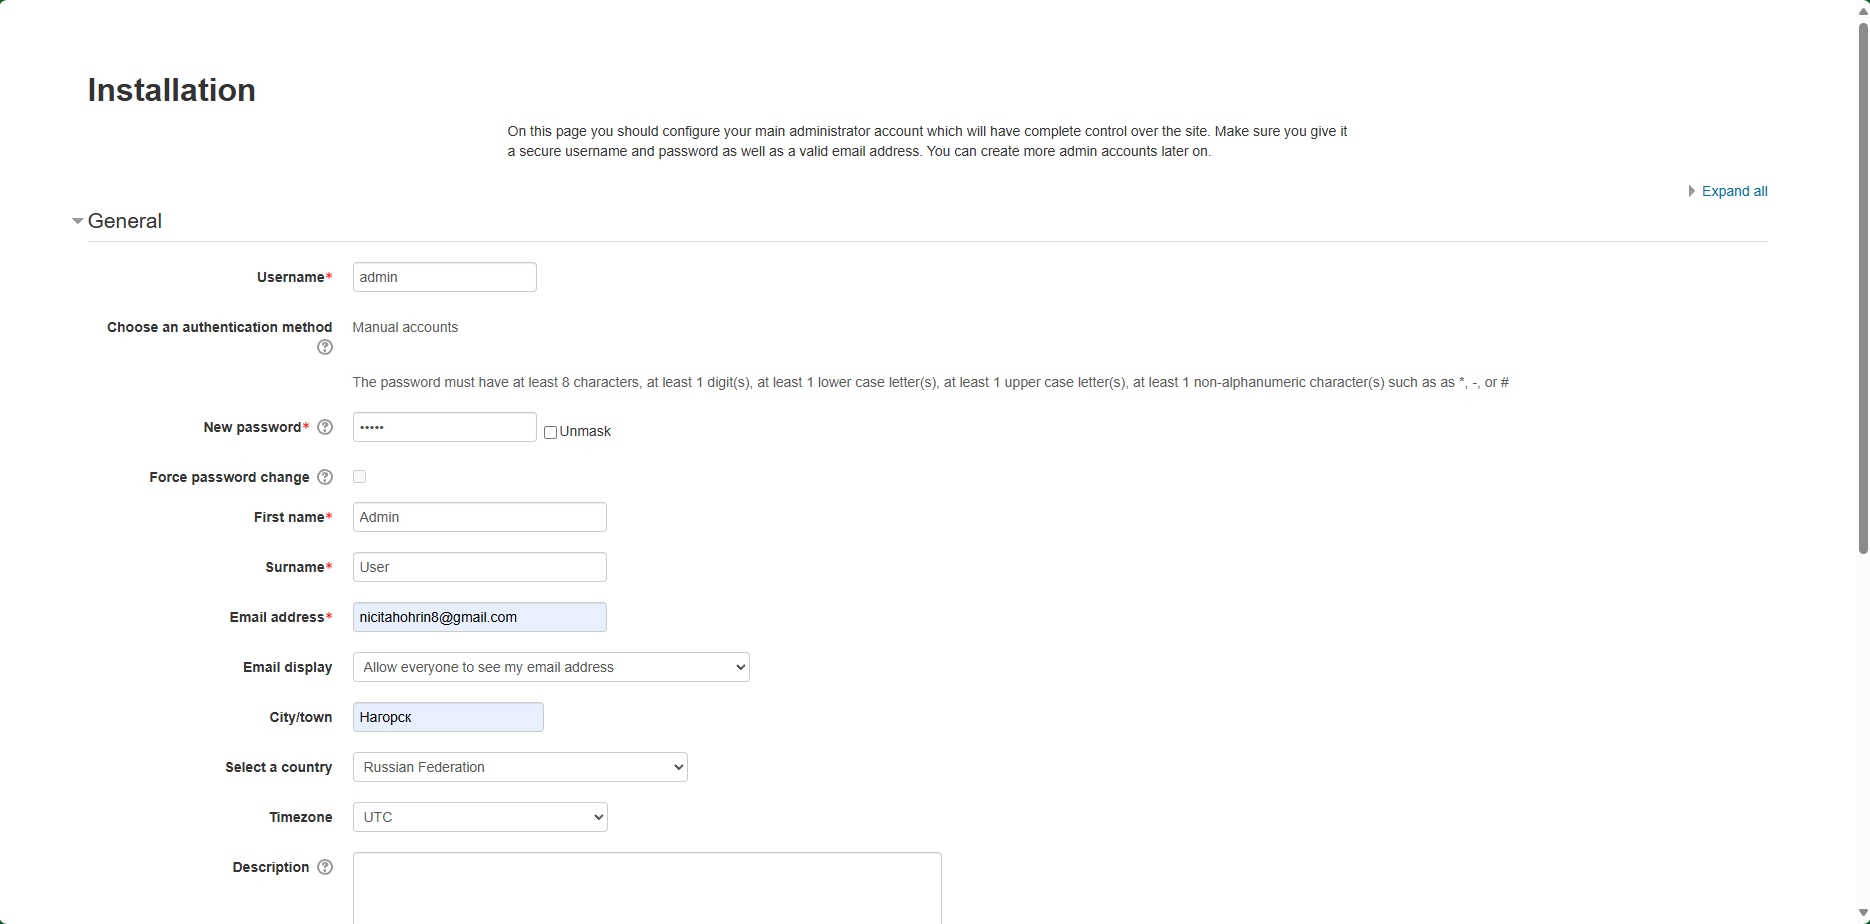 Installation
On this page you should configure your main administrator account which will have complete control over the site. Make sure you give it
a secure username and password as well as a valid email address. You can create more admin accounts later on.
Expand all
General
Username*
admin
Choose an authentication method
Manual accounts
The password must have at least 8 characters, at least 1 digit(s), at least 1 lower case letter(s), at least 1 upper case letter(s), at least 1 non-alphanumeric character(s) such as as *, -, or #
New password*
•••••
Unmask
Force password change
First name*
Admin
Surname*
User
Email address*
nicitahohrin8@gmail.com
Email display
Allow everyone to see my email address
City/town
Нагорск
Select a country
Russian Federation
Timezone
UTC
Description